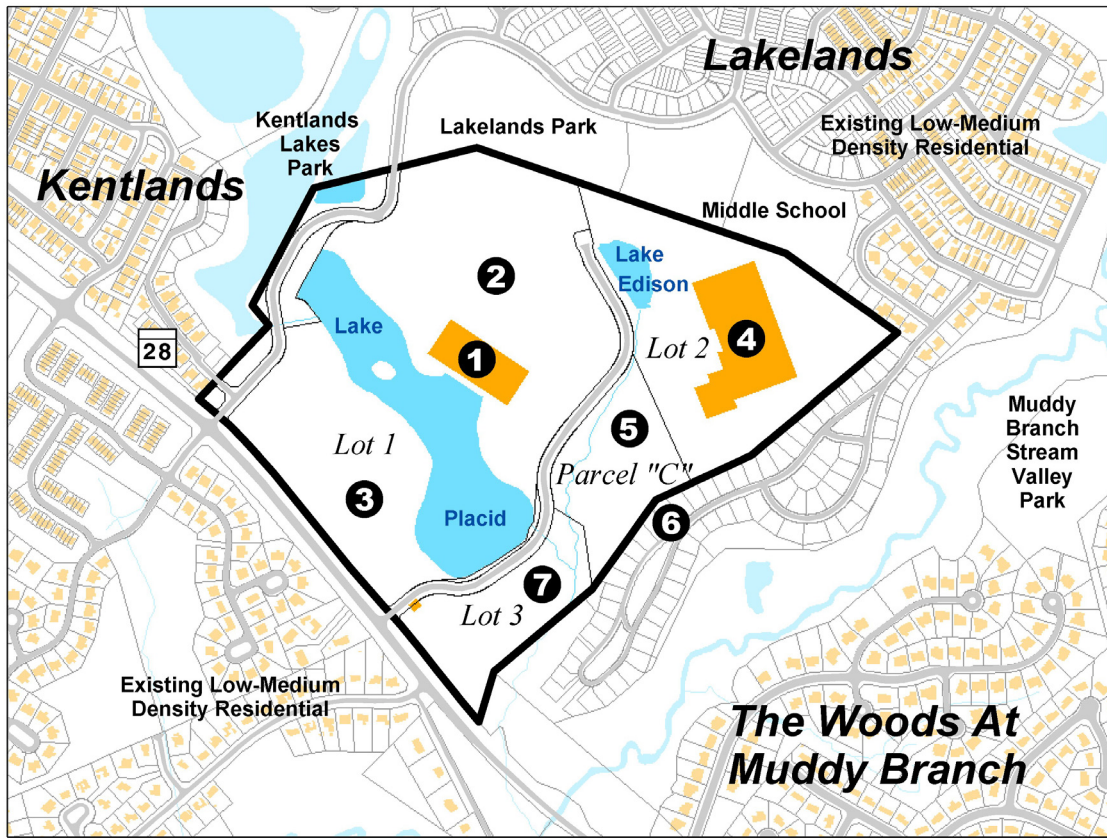 Lakelands
Kentlands
Lakes
Park
Lakelands Park
Existing Low-Medium
Density Residential
Kentlands
Middle School
2
Lake
Edison
Lake
28
1
Lot 2
4
Muddy
Branch
Stream
Valley
Park
5
Lot 1
Parcel "C"
3
Placid
6
7
Lot 3
Existing Low-Medium
Density Residential
The Woods At
Muddy Branch